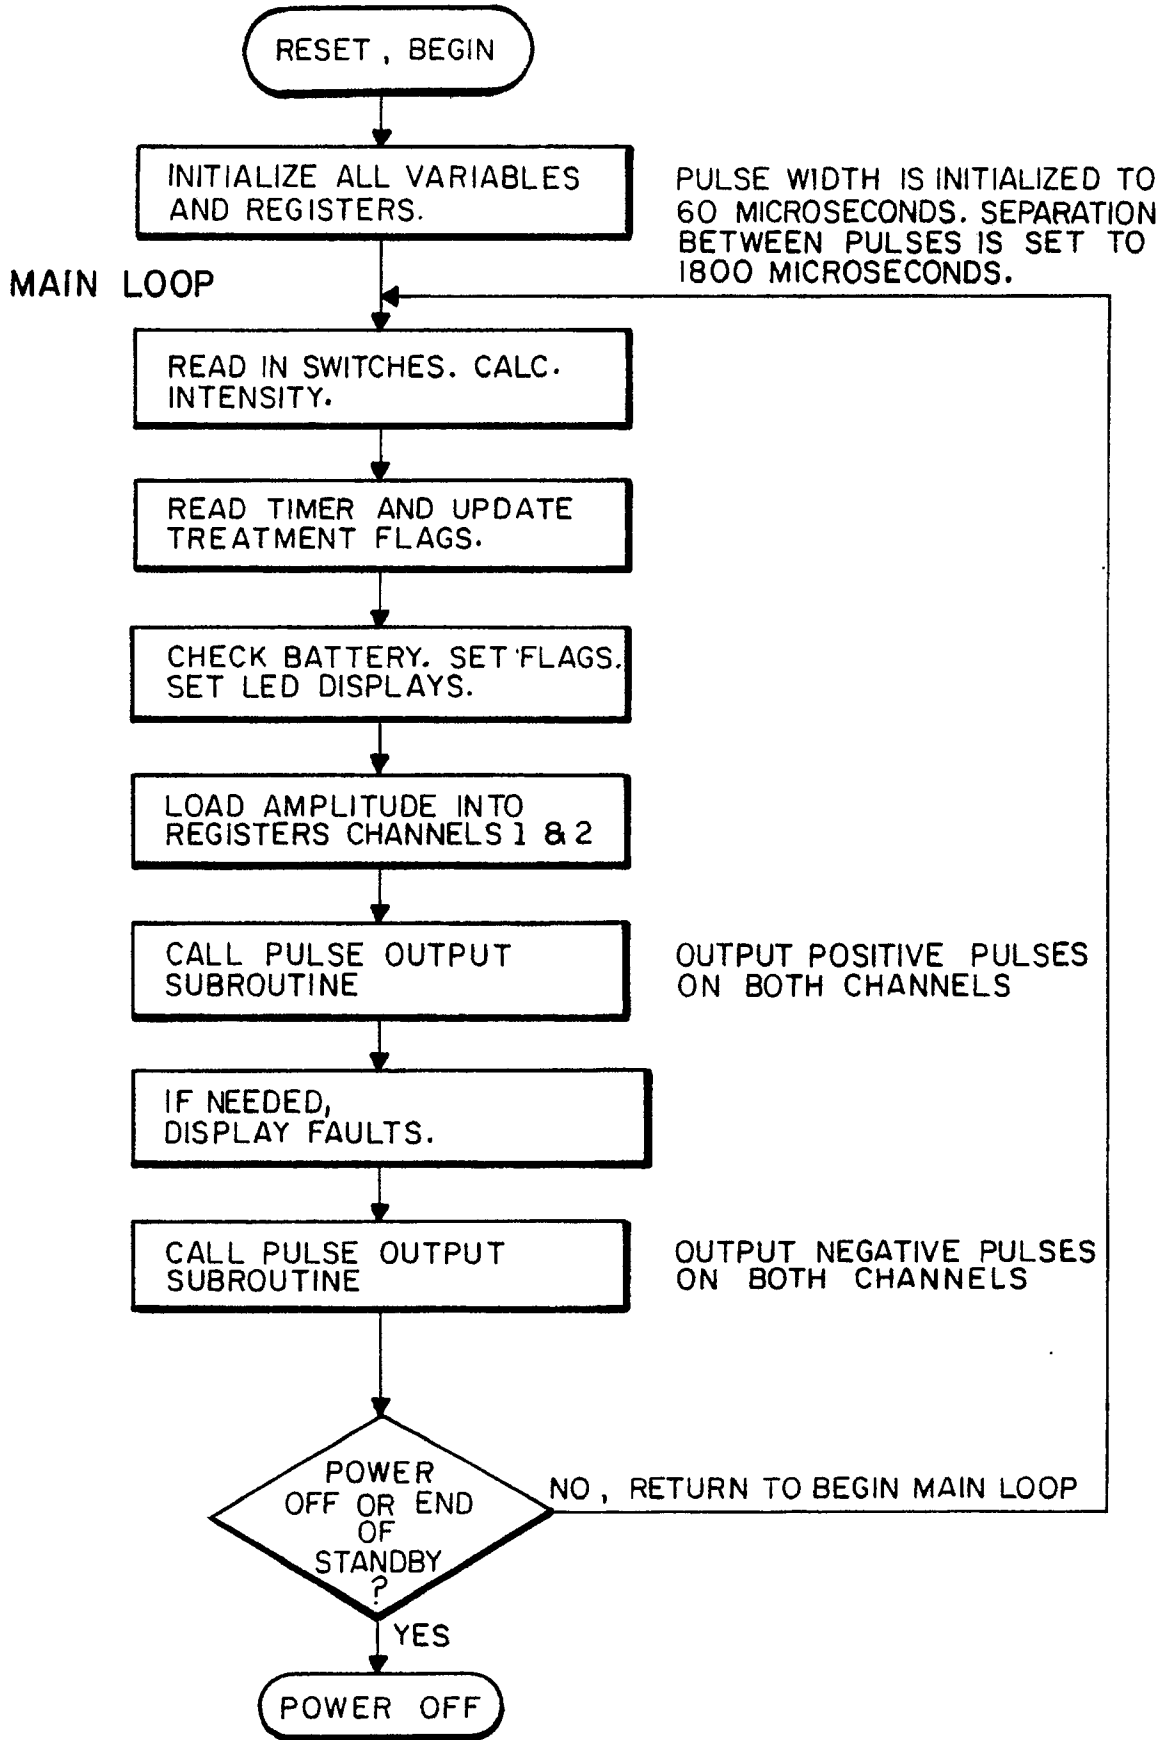 RESET, BEGIN
INITIALIZE ALL VARIABLES
AND REGISTERS.
PULSE WIDTH IS INITIALIZED TO
60 MICROSECONDS. SEPARATION
BETWEEN PULSES IS SET TO
1800 MICROSECONDS.
MAIN LOOP
READ IN SWITCHES. CALC.
INTENSITY.
READ TIMER AND UPDATE
TREATMENT FLAGS.
CHECK BATTERY. SET FLAGS.
SET LED DISPLAYS.
LOAD AMPLITUDE INTO
REGISTERS CHANNELS 1 & 2
CALL PULSE OUTPUT
SUBROUTINE
OUTPUT POSITIVE PULSES
ON BOTH CHANNELS
IF NEEDED,
DISPLAY FAULTS.
CALL PULSE OUTPUT
SUBROUTINE
OUTPUT NEGATIVE PULSES
ON BOTH CHANNELS
POWER
OFF OR END
OF
STANDBY
?
NO, RETURN TO BEGIN MAIN LOOP
YES
POWER OFF